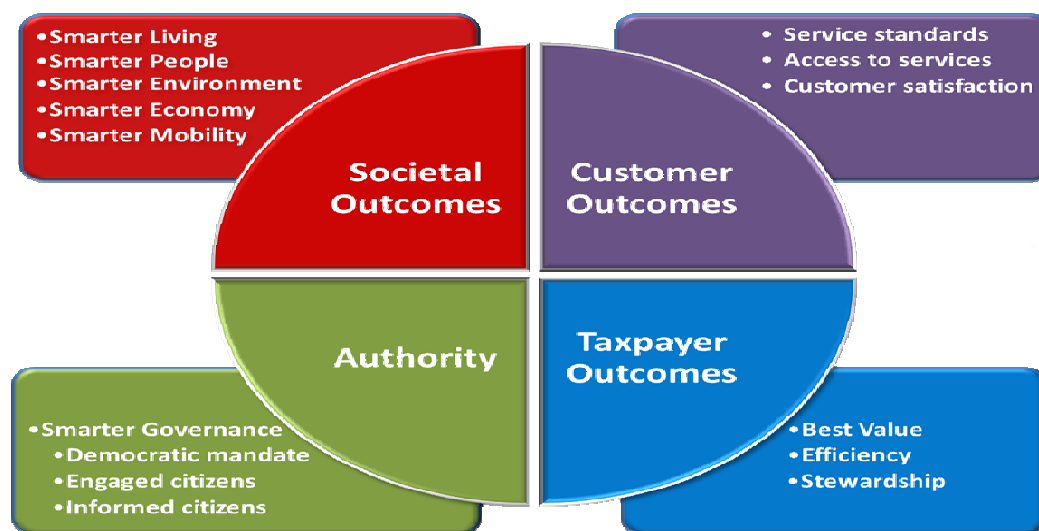 •Smarter Living
•Smarter People
•Smarter Environment
•Smarter Economy
•Smarter Mobility
• Service standards
• Access to services
• Customer satisfaction
Societal
Outcomes
Customer
Outcomes
Authority
Taxpayer
Outcomes
•Smarter Governance
•Democratic mandate
•Engaged citizens
•Informed citizens
•Best Value
•Efficiency
•Stewardship